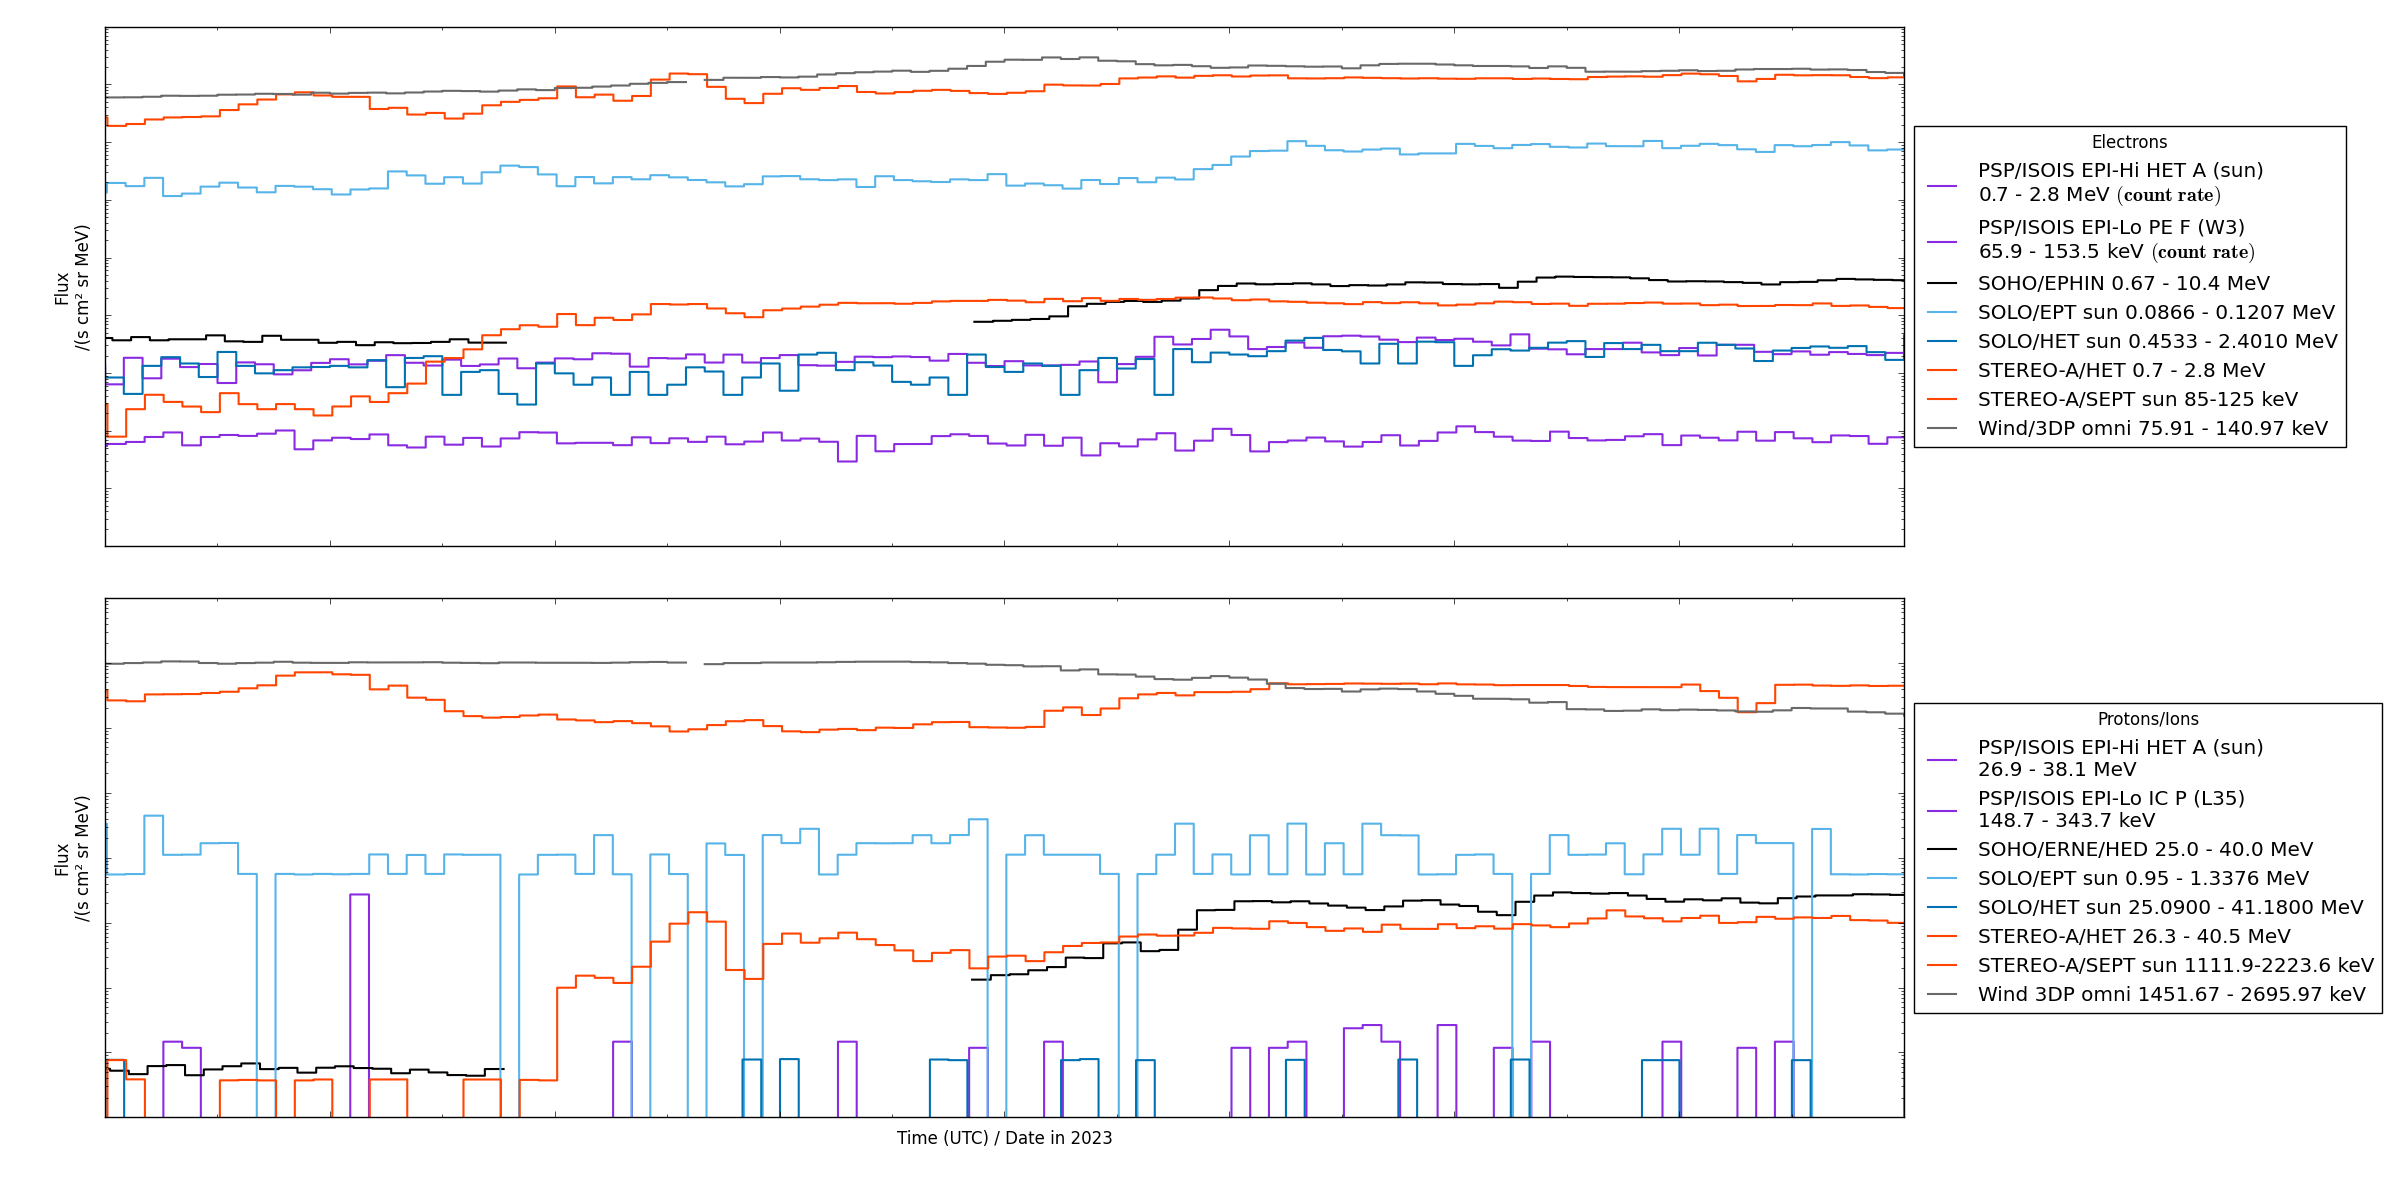 Flux
/(s cm² sr MeV)
Electrons
PSP/ISOIS EPI-Hi HET A (sun)
0.7 - 2.8 MeV (count rate)
PSP/ISOIS EPI-Lo PE F (W3)
65.9 - 153.5 keV (count rate)
SOHO/EPHIN 0.67 - 10.4 MeV
SOLO/EPT sun 0.0866 - 0.1207 MeV
SOLO/HET sun 0.4533 - 2.4010 MeV
STEREO-A/HET 0.7 - 2.8 MeV
STEREO-A/SEPT sun 85-125 keV
Wind/3DP omni 75.91 - 140.97 keV
Flux
/(s cm² sr MeV)
Protons/Ions
PSP/ISOIS EPI-Hi HET A (sun)
26.9 - 38.1 MeV
PSP/ISOIS EPI-Lo IC P (L35)
148.7 - 343.7 keV
SOHO/ERNE/HED 25.0 - 40.0 MeV
SOLO/EPT sun 0.95 - 1.3376 MeV
SOLO/HET sun 25.0900 - 41.1800 MeV
STEREO-A/HET 26.3 - 40.5 MeV
STEREO-A/SEPT sun 1111.9-2223.6 keV
Wind 3DP omni 1451.67 - 2695.97 keV
Time (UTC) / Date in 2023